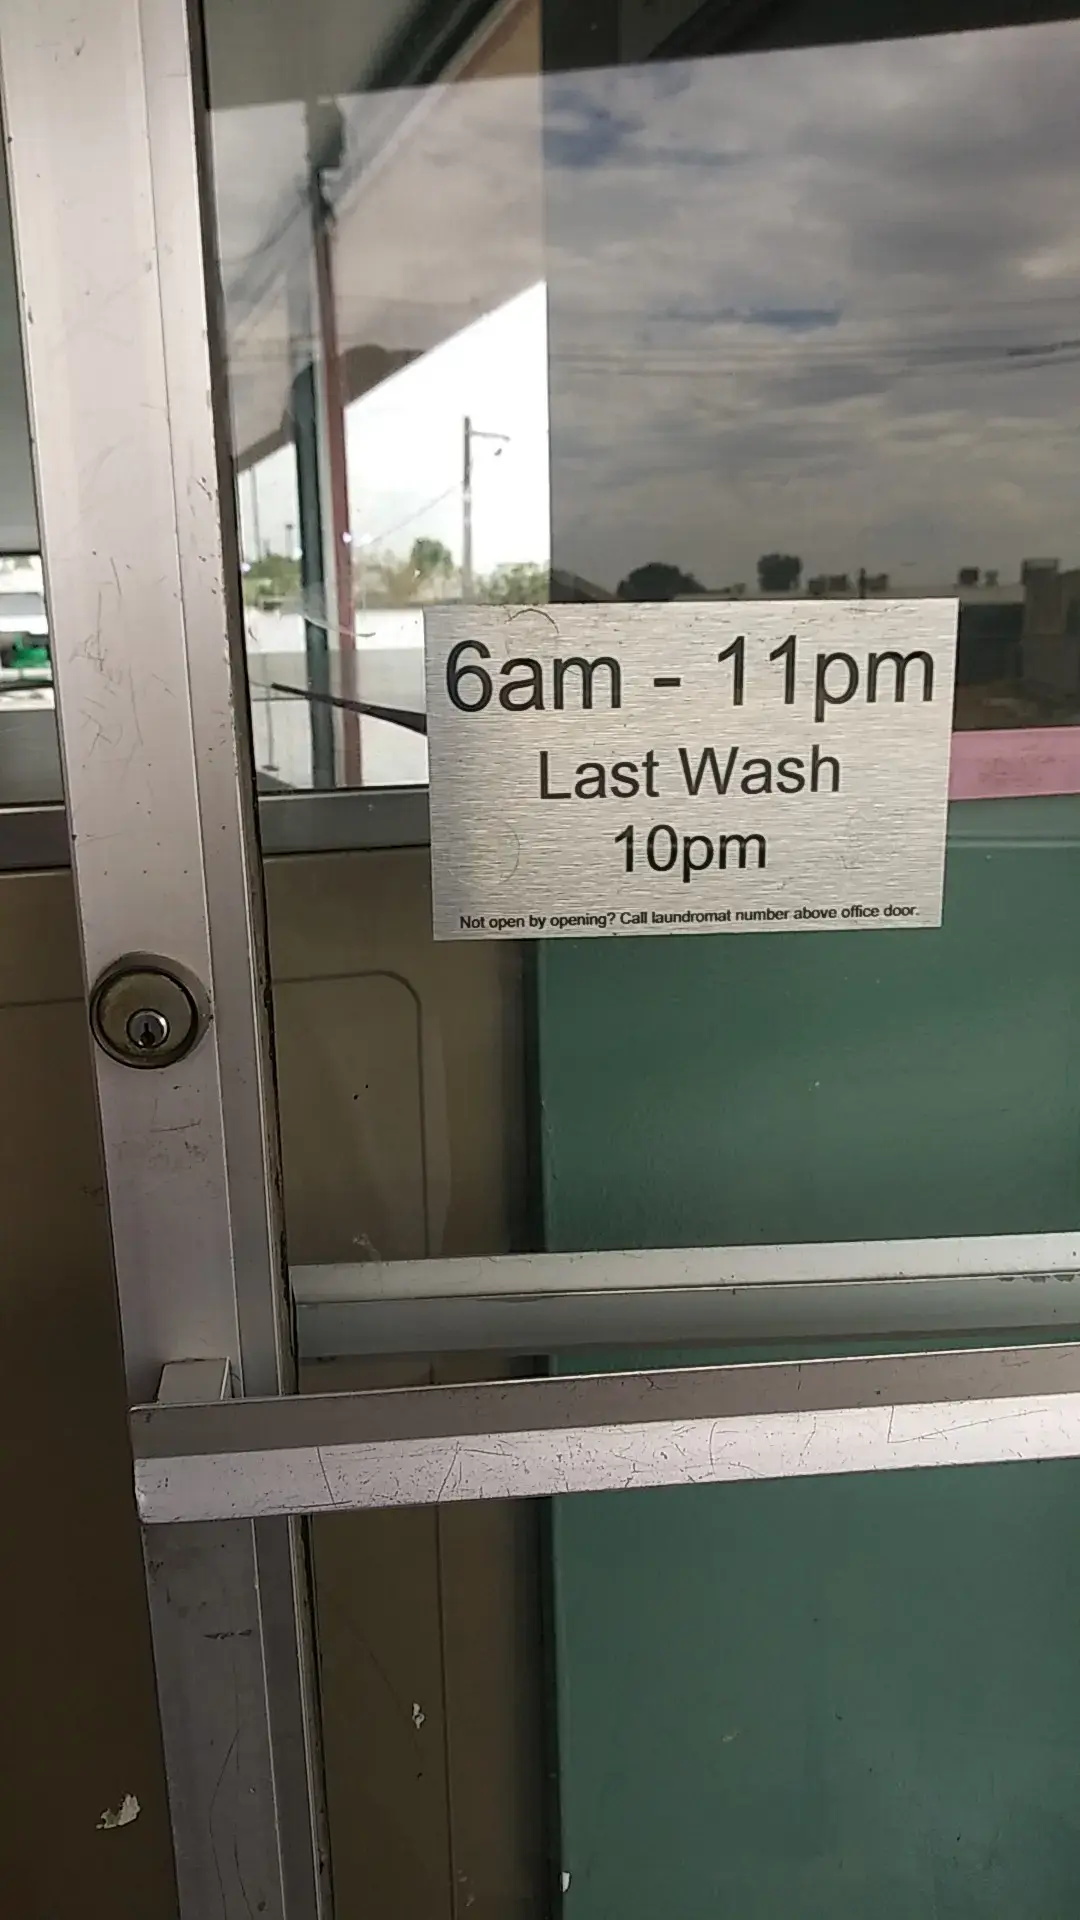 6am - 11pm
Last Wash
10pm
Not open by opening? Call laundromat number above office door.